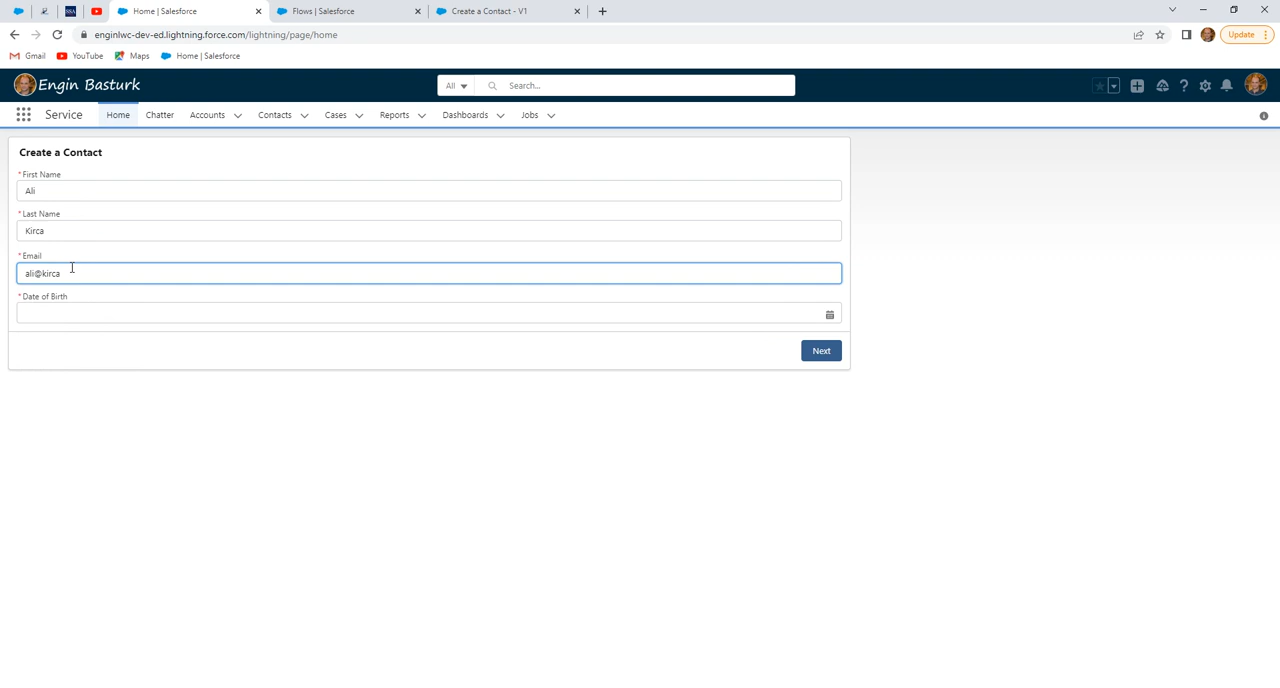 Home | Salesforce
Flows | Salesforce
Create a Contact - V1
enginlwc-dev-ed.lightning.force.com/lightning/page/home
Update
Gmail
YouTube
Maps
Home | Salesforce
Engin Basturk
All
Search...
Service
Home
Chatter
Accounts
Contacts
Cases
Reports
Dashboards
Jobs
Create a Contact
* First Name
Ali
* Last Name
Kirca
* Email
ali@kirca
* Date of Birth
Next